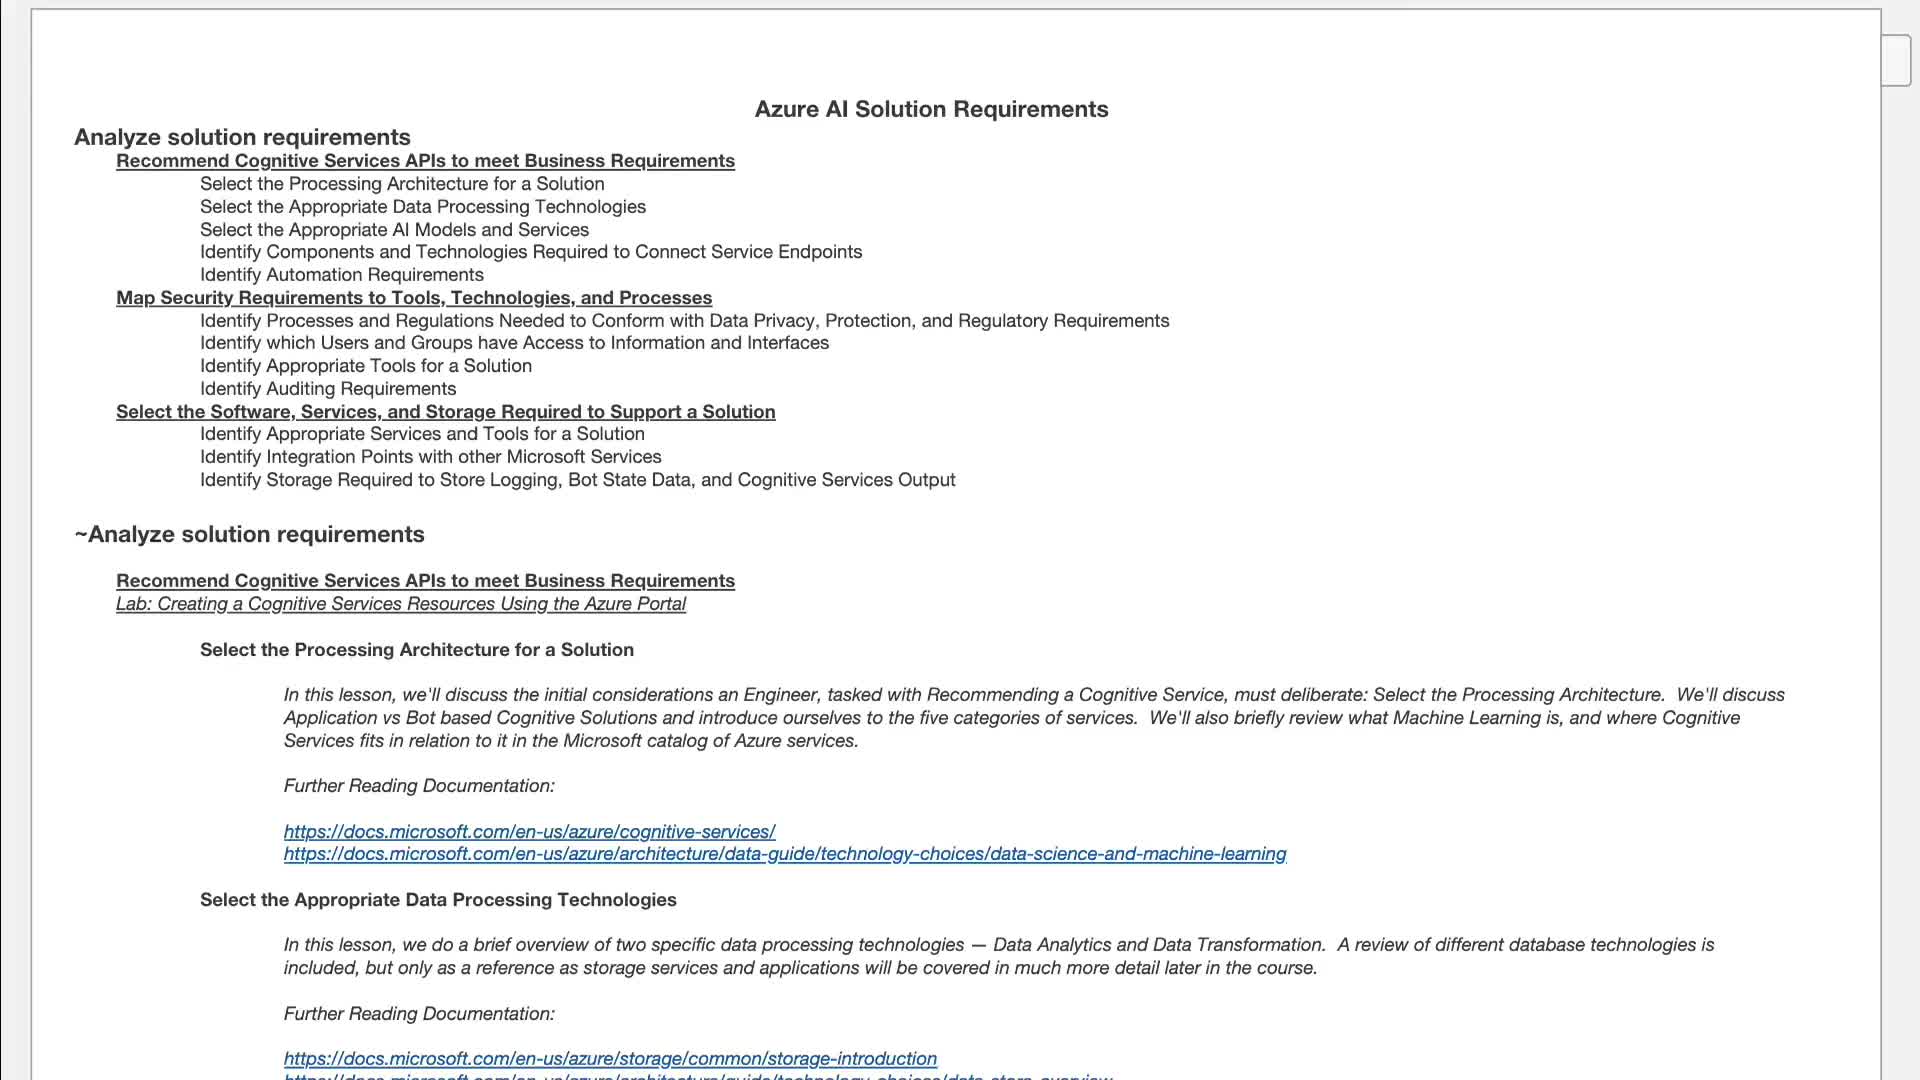 Azure AI Solution Requirements
Analyze solution requirements
Recommend Cognitive Services APIs to meet Business Requirements
Select the Processing Architecture for a Solution
Select the Appropriate Data Processing Technologies
Select the Appropriate AI Models and Services
Identify Components and Technologies Required to Connect Service Endpoints
Identify Automation Requirements
Map Security Requirements to Tools, Technologies, and Processes
Identify Processes and Regulations Needed to Conform with Data Privacy, Protection, and Regulatory Requirements
Identify which Users and Groups have Access to Information and Interfaces
Identify Appropriate Tools for a Solution
Identify Auditing Requirements
Select the Software, Services, and Storage Required to Support a Solution
Identify Appropriate Services and Tools for a Solution
Identify Integration Points with other Microsoft Services
Identify Storage Required to Store Logging, Bot State Data, and Cognitive Services Output
~Analyze solution requirements
Recommend Cognitive Services APIs to meet Business Requirements
Lab: Creating a Cognitive Services Resources Using the Azure Portal
Select the Processing Architecture for a Solution
In this lesson, we'll discuss the initial considerations an Engineer, tasked with Recommending a Cognitive Service, must deliberate: Select the Processing Architecture.  We'll discuss
Application vs Bot based Cognitive Solutions and introduce ourselves to the five categories of services.  We'll also briefly review what Machine Learning is, and where Cognitive
Services fits in relation to it in the Microsoft catalog of Azure services.
Further Reading Documentation:
https://docs.microsoft.com/en-us/azure/cognitive-services/
https://docs.microsoft.com/en-us/azure/architecture/data-guide/technology-choices/data-science-and-machine-learning
Select the Appropriate Data Processing Technologies
In this lesson, we do a brief overview of two specific data processing technologies — Data Analytics and Data Transformation.  A review of different database technologies is
included, but only as a reference as storage services and applications will be covered in much more detail later in the course.
Further Reading Documentation:
https://docs.microsoft.com/en-us/azure/storage/common/storage-introduction
https://docs.microsoft.com/en-us/azure/architecture/guide/technology-choices/data-store-overview